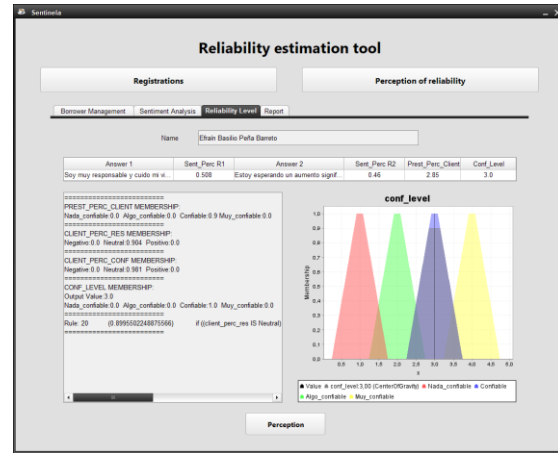 Sentinela
Reliability estimation tool
Registrations
Perception of reliability
Borrower Management Sentiment Analysis Reliability Level Report
Name Efraín Basilio Peña Barreto
Answer 1 Sent_Perc R1 Answer 2 Sent_Perc R2 Prest_Perc_Client Conf_Level
Soy muy responsable y cuido mi vi... 0.508 Estoy esperando un aumento signif... 0.46 2.85 3.0
========================
PREST_PERC_CLIENT MEMBERSHIP:
Nada_confiable:0.0 Algo_confiable:0.0 Confiable:0.9 Muy_confiable:0.0
========================
CLIENT_PERC_RES MEMBERSHIP:
Negativo:0.0 Neutral:0.904 Positivo:0.0
========================
CLIENT_PERC_CONF MEMBERSHIP:
Negativo:0.0 Neutral:0.981 Positivo:0.0
========================
CONF_LEVEL MEMBERSHIP:
Output Value:3.0
Nada_confiable:0.0 Algo_confiable:0.0 Confiable:1.0 Muy_confiable:0.0
========================
Rule: 20 (0.8995502248875566) if ((client_perc_res IS Neutral)
========================
conf_level
Membership
1,0
0,9
0,8
0,7
0,6
0,5
0,4
0,3
0,2
0,1
0,0
0,5 1,0 1,5 2,0 2,5 3,0 3,5 4,0 4,5 5,0
x
Value conf_level:3,00 (CenterOfGravity) Nada_confiable Confiable
Algo_confiable Muy_confiable
Perception